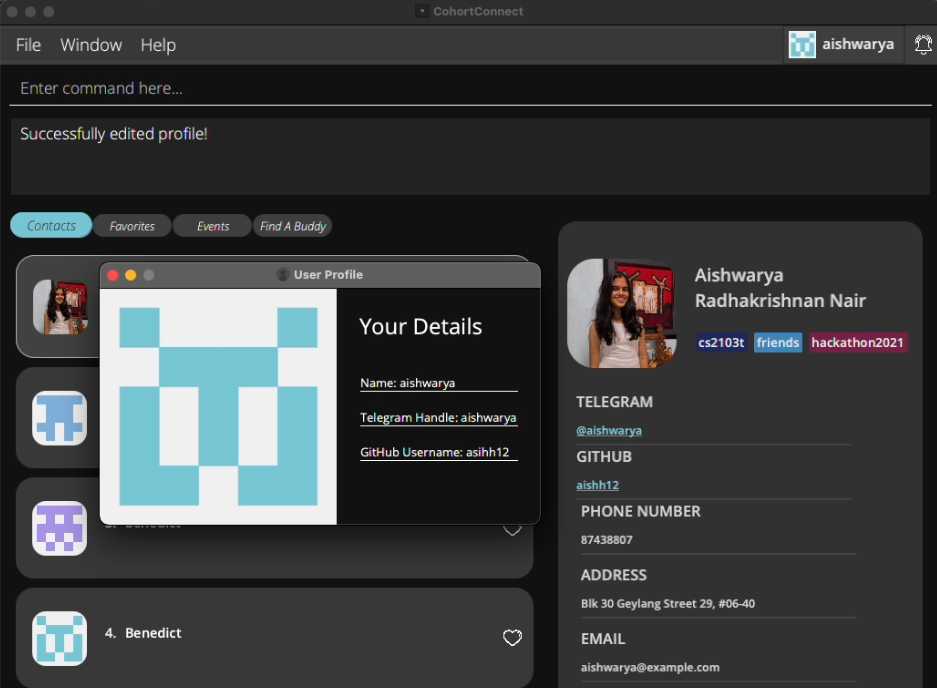 CohortConnect
File Window Help
aishwarya
Enter command here...
Successfully edited profile!
Contacts Favorites Events Find A Buddy
User Profile
Your Details
Name: aishwarya
Telegram Handle: aishwarya
GitHub Username: asihh12
3. Benedict
4. Benedict
Aishwarya
Radhakrishnan Nair
cs2103t friends hackathon2021
TELEGRAM
@aishwarya
GITHUB
aishh12
PHONE NUMBER
87438807
ADDRESS
Blk 30 Geylang Street 29, #06-40
EMAIL
aishwarya@example.com